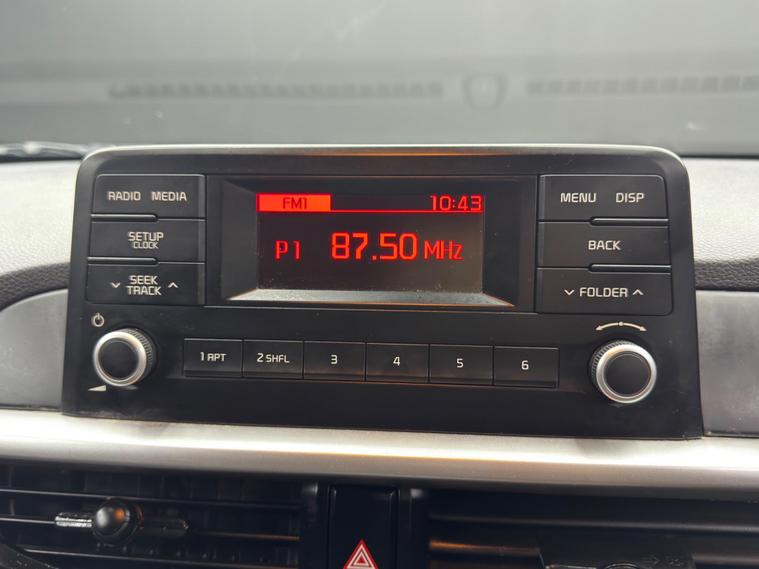 RADIO MEDIA
SETUP
CLOCK
SEEK
TRACK
FM1 10:43
P1 87.50 MHz
MENU DISP
BACK
FOLDER
1 APT 2 SHFL 3 4 5 6